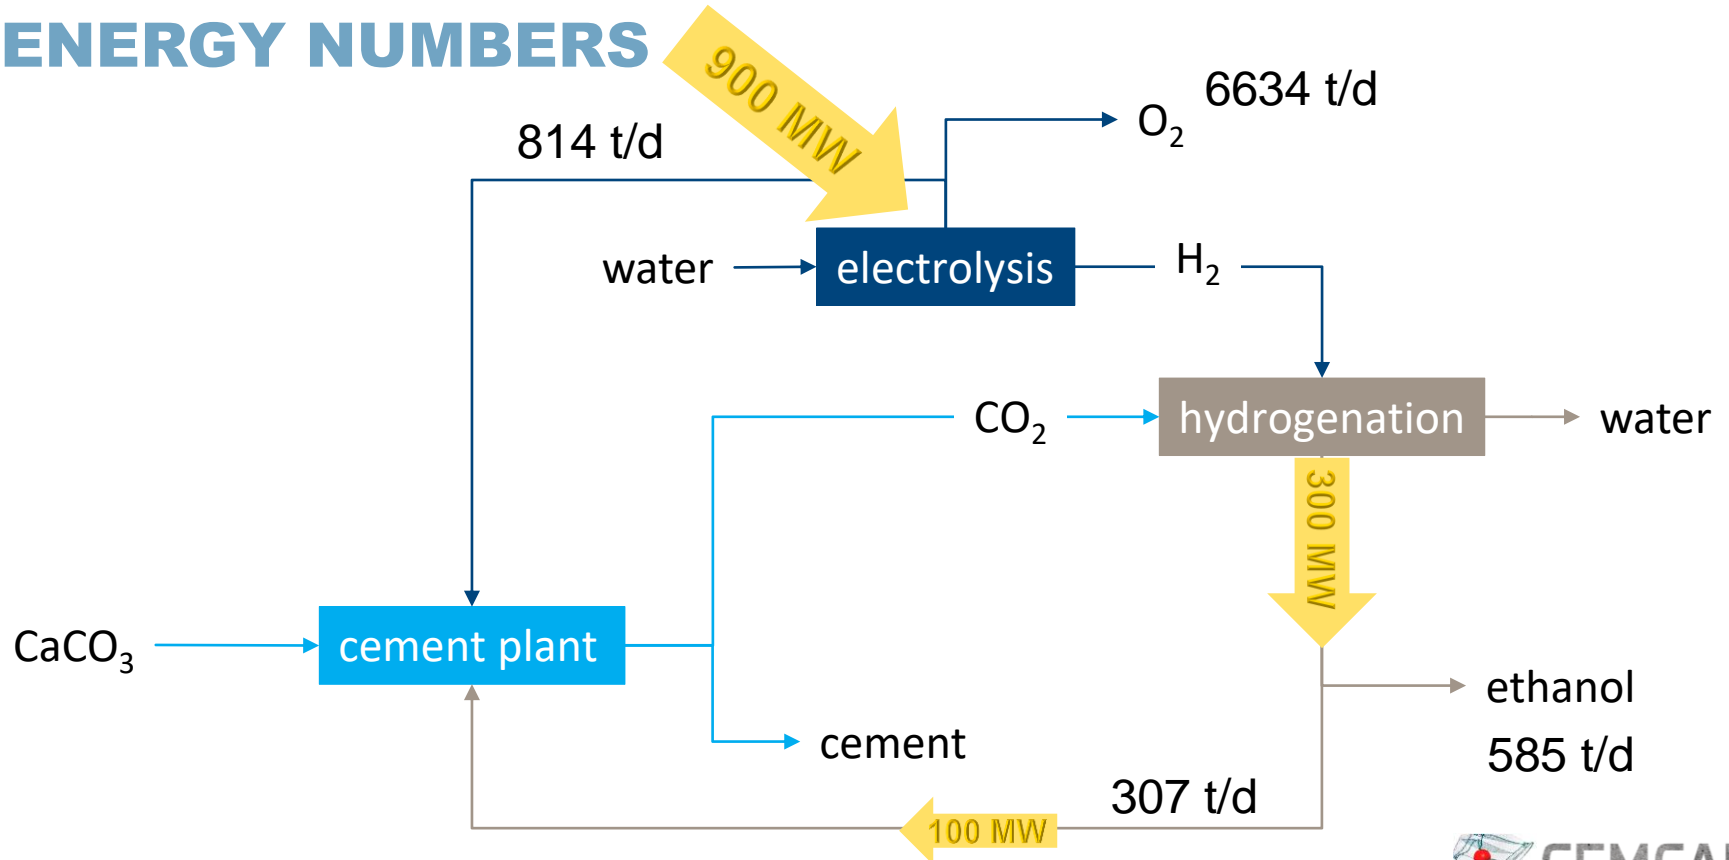 ENERGY NUMBERS
900 MW
6634 t/d
O₂
814 t/d
water
electrolysis
H₂
CO₂
hydrogenation
water
300 MW
CaCO₃
cement plant
ethanol
585 t/d
cement
307 t/d
100 MW